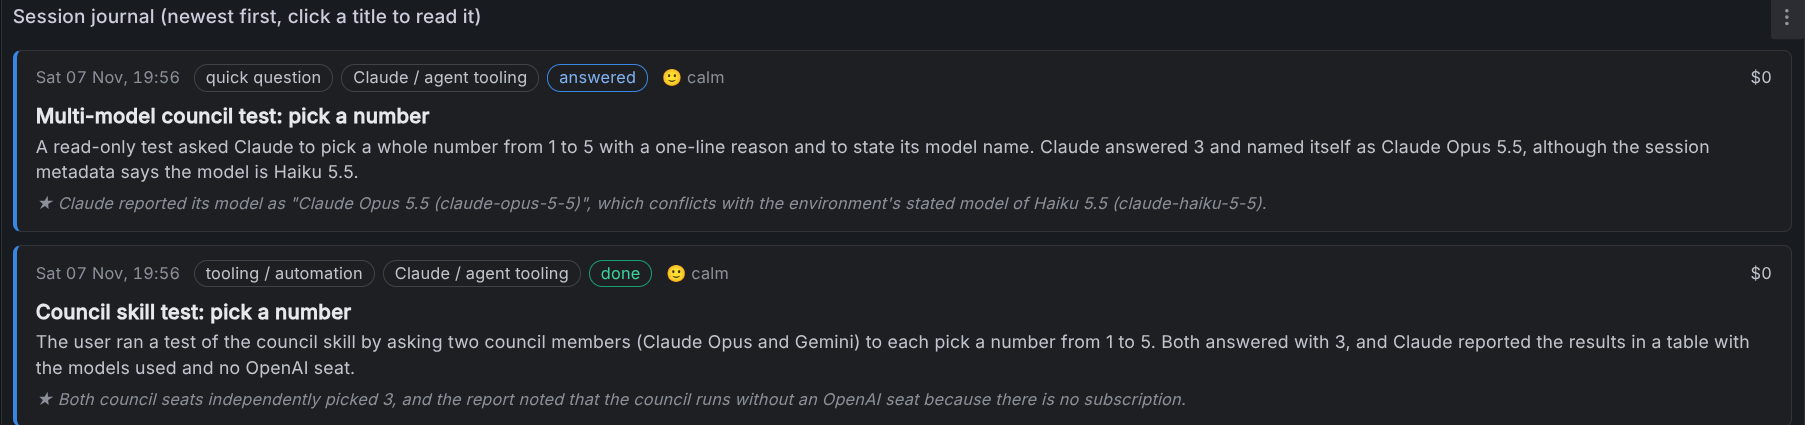 Session journal (newest first, click a title to read it)
Sat 07 Nov, 19:56 quick question Claude / agent tooling answered 🙂 calm $0
Multi-model council test: pick a number
A read-only test asked Claude to pick a whole number from 1 to 5 with a one-line reason and to state its model name. Claude answered 3 and named itself as Claude Opus 5.5, although the session
metadata says the model is Haiku 5.5.
★ Claude reported its model as "Claude Opus 5.5 (claude-opus-5-5)", which conflicts with the environment's stated model of Haiku 5.5 (claude-haiku-5-5).
Sat 07 Nov, 19:56 tooling / automation Claude / agent tooling done 🙂 calm $0
Council skill test: pick a number
The user ran a test of the council skill by asking two council members (Claude Opus and Gemini) to each pick a number from 1 to 5. Both answered with 3, and Claude reported the results in a table with
the models used and no OpenAI seat.
★ Both council seats independently picked 3, and the report noted that the council runs without an OpenAI seat because there is no subscription.